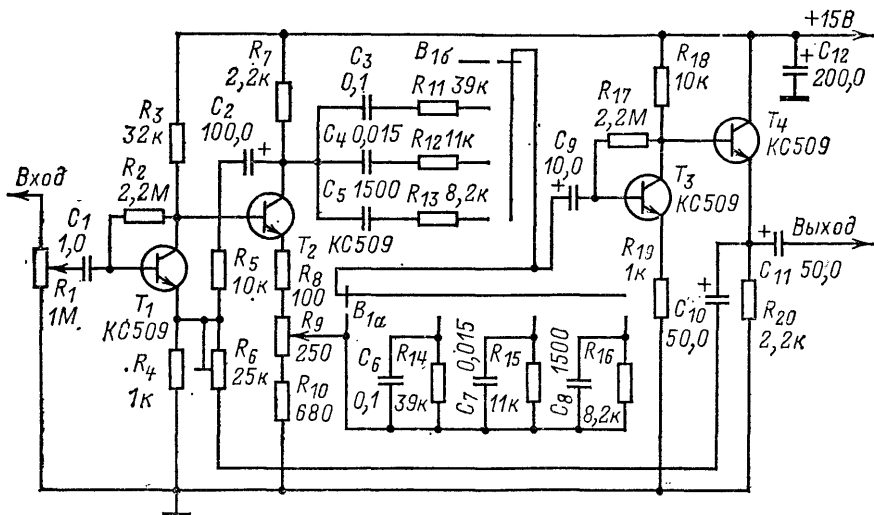 +15В
R7
2,2к
C3
0,1
В1б
R11 39к
R18
10к
+ C12
200,0
R3
32к
C2
100,0
+
C4 0,015
R12 11к
R17
2,2М
T4
КС509
Вход
R2
2,2М
C5 1500
R13 8,2к
C9
10,0
+
T3
КС509
C1
1,0
T2
КС509
R1
1М
T1
КС509
R5
10к
R8
100
R19
1к
+ Выход
C11 50,0
R4
1к
R6
25к
R9
250
В1а
C10
50,0
+
R20
2,2к
R10
680
C6
0,1
R14
39к
C7 0,015
R15
11к
C8 1500
R16
8,2к